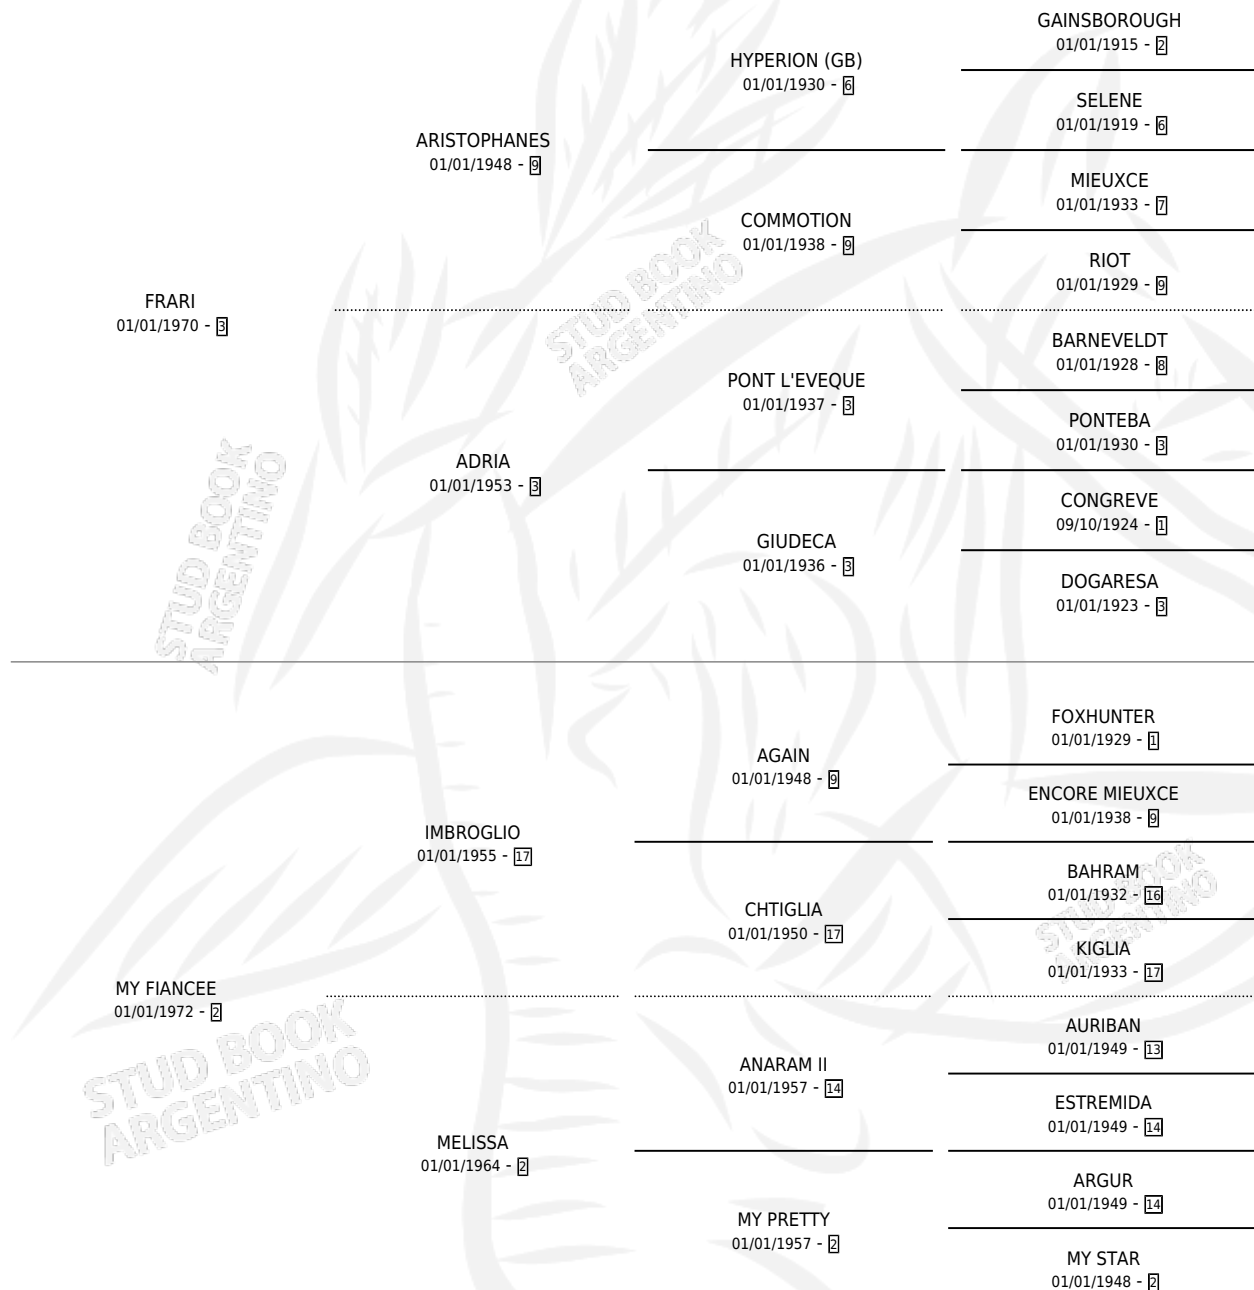 GAINSBOROUGH
01/01/1915 - 2
HYPERION (GB)
01/01/1930 - 6
SELENE
01/01/1919 - 6
ARISTOPHANES
01/01/1948 - 9
MIEUXCE
01/01/1933 - 7
COMMOTION
01/01/1938 - 9
RIOT
01/01/1929 - 9
FRARI
01/01/1970 - 3
BARNEVELDT
01/01/1928 - 8
PONT L'EVEQUE
01/01/1937 - 3
PONTEBA
01/01/1930 - 3
ADRIA
01/01/1953 - 3
CONGREVE
09/10/1924 - 1
GIUDECA
01/01/1936 - 3
DOGARESA
01/01/1923 - 3
STUD BOOK
ARGENTINO
STUD BOOK
ARGENTINO
FOXHUNTER
01/01/1929 - 1
AGAIN
01/01/1948 - 9
ENCORE MIEUXCE
01/01/1938 - 9
IMBROGLIO
01/01/1955 - 17
BAHRAM
01/01/1932 - 16
CHTIGLIA
01/01/1950 - 17
KIGLIA
01/01/1933 - 17
STUD BOOK
ARGENTINO
MY FIANCEE
01/01/1972 - 2
AURIBAN
01/01/1949 - 13
ANARAM II
01/01/1957 - 14
ESTREMIDA
01/01/1949 - 14
MELISSA
01/01/1964 - 2
ARGUR
01/01/1949 - 14
MY PRETTY
01/01/1957 - 2
MY STAR
01/01/1948 - 2
STUD BOOK
ARGENTINO